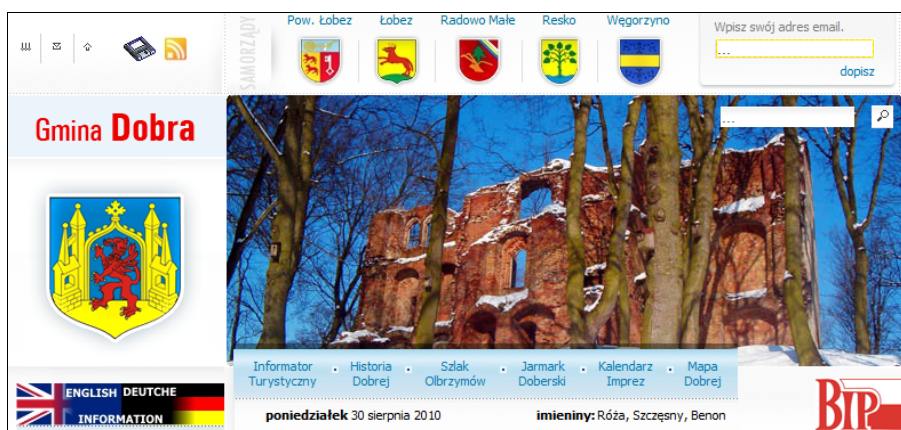 SAMORZĄDY
Pow. Łobez
Łobez
Radowo Małe
Resko
Węgorzyno
Wpisz swój adres email.
...
dopisz
Gmina Dobra
...
Informator
Turystyczny
Historia
Dobrej
Szlak
Olbrzymów
Jarmark
Doberski
Kalendarz
Imprez
Mapa
Dobrej
ENGLISH DEUTCHE
INFORMATION
poniedziałek 30 sierpnia 2010
imieniny: Róża, Szczęsny, Benon
BIP